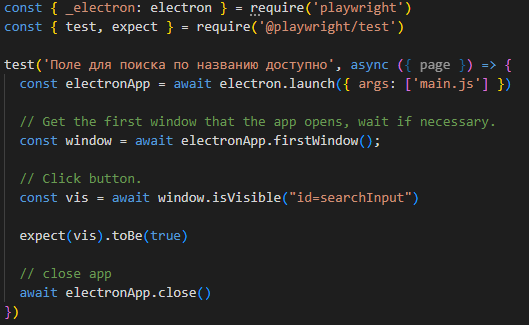 const { _electron: electron } = require('playwright')
const { test, expect } = require('@playwright/test')
test('Поле для поиска по названию доступно', async ({ page }) => {
const electronApp = await electron.launch({ args: ['main.js'] })
// Get the first window that the app opens, wait if necessary.
const window = await electronApp.firstWindow();
// Click button.
const vis = await window.isVisible("id=searchInput")
expect(vis).toBe(true)
// close app
await electronApp.close()
})